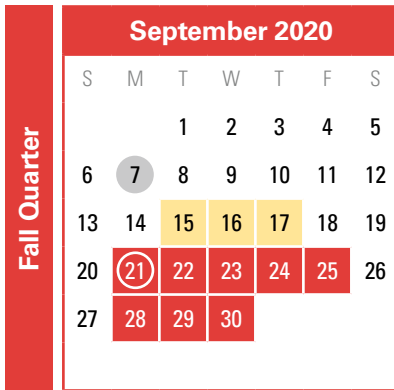 Fall Quarter
September 2020
S M T W T F S
1 2 3 4 5
6 7 8 9 10 11 12
13 14 15 16 17 18 19
20 21 22 23 24 25 26
27 28 29 30